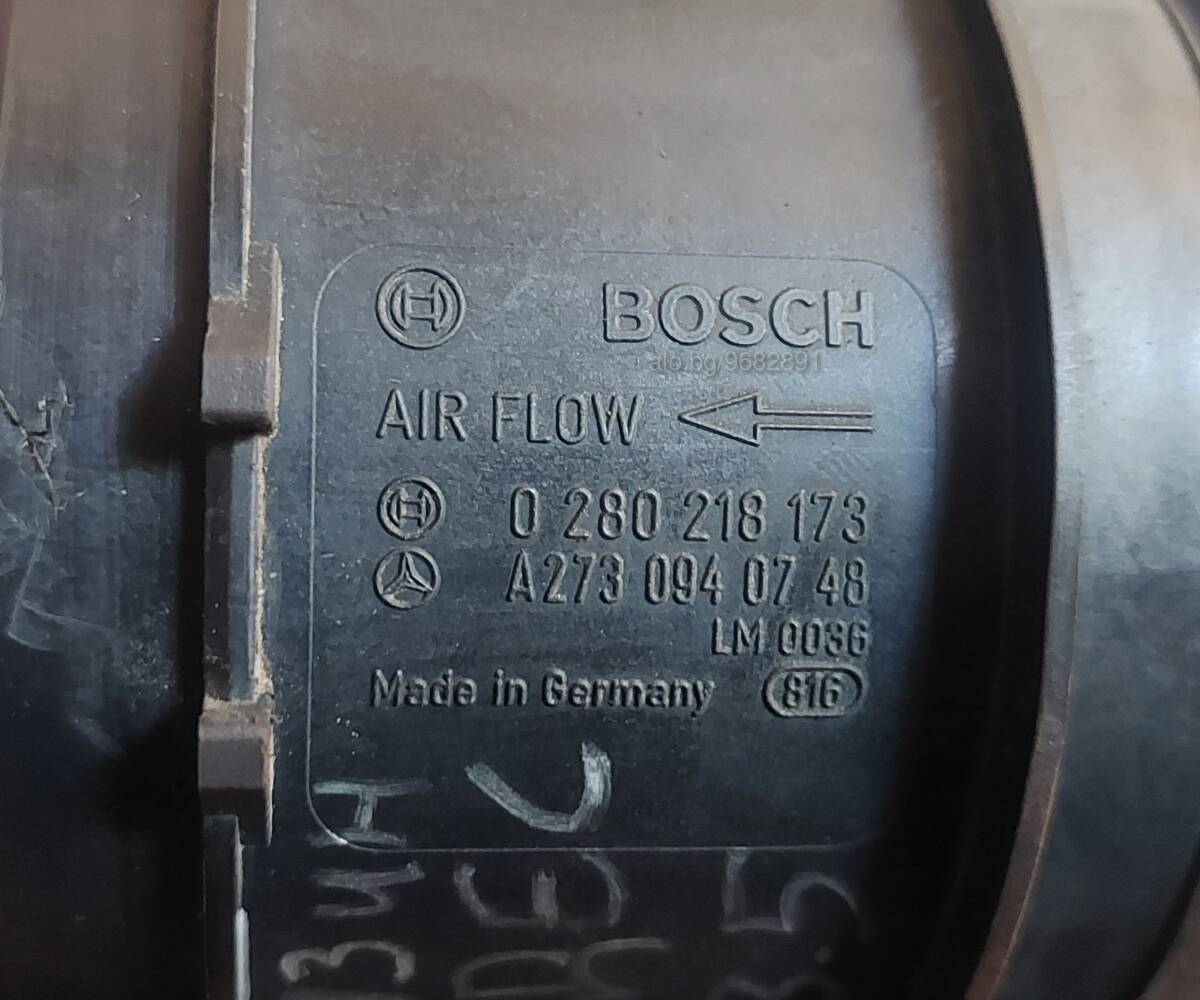 BOSCH
alo.bg/9682891
AIR FLOW
0 280 218 173
A273 094 07 48
LM 0036
Made in Germany 816